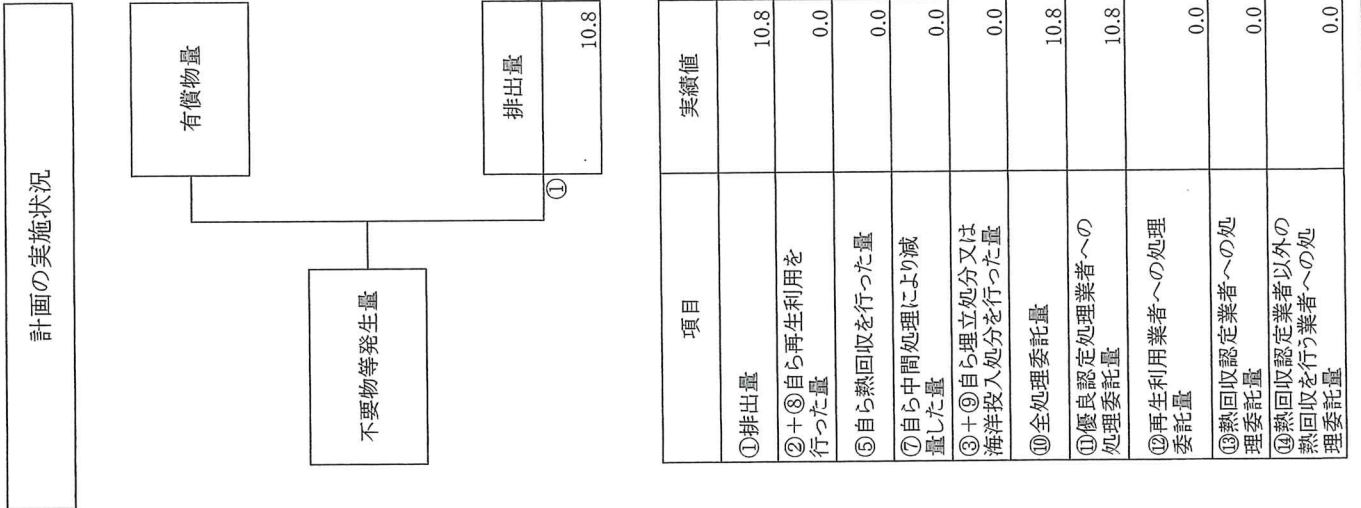 計画の実施状況
有償物量
不要物等発生量
排出量
①
10.8
項目
実績値
①排出量
10.8
②+⑧自ら再生利用を
行った量
0.0
⑤自ら熱回収を行った量
0.0
⑦自ら中間処理により減
量した量
0.0
③+⑨自ら埋立処分又は
海洋投入処分を行った量
0.0
⑩全処理委託量
10.8
⑪優良認定処理業者への
処理委託量
10.8
⑫再生利用業者への処理
委託量
0.0
⑬熱回収認定業者への処
理委託量
0.0
⑭熱回収認定業者以外の
熱回収を行う業者への処
理委託量
0.0